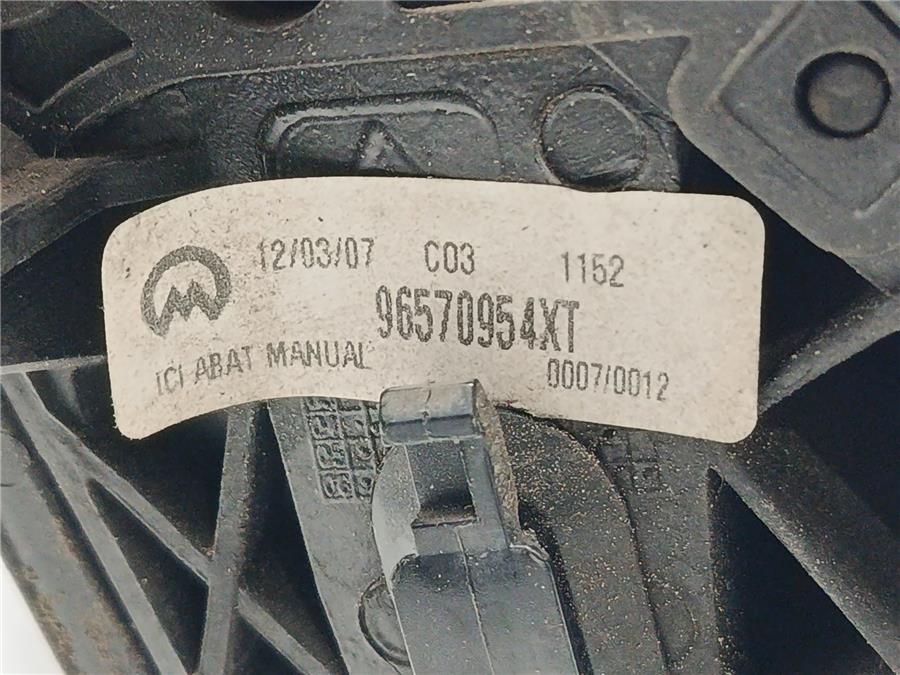 12/03/07 C03 1152
96570954XT
ICI ABAT MANUAL
0007/0012